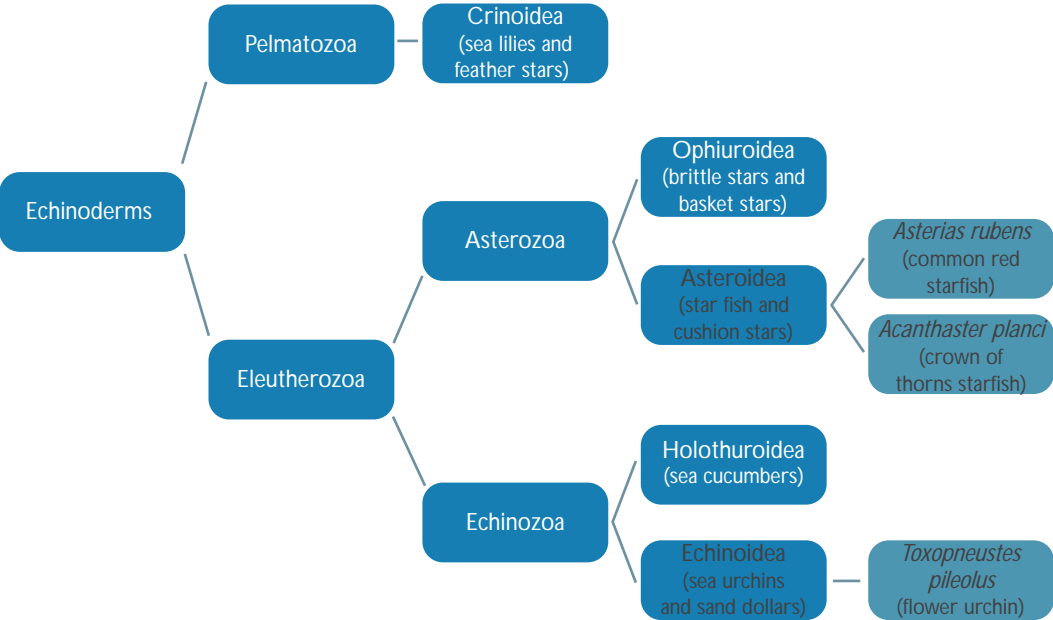 Pelmatozoa
Crinoidea
(sea lilies and
feather stars)
Echinoderms
Ophiuroidea
(brittle stars and
basket stars)
Asterozoa
Asteroidea
(star fish and
cushion stars)
Asterias rubens
(common red
starfish)
Acanthaster planci
(crown of
thorns starfish)
Eleutherozoa
Holothuroidea
(sea cucumbers)
Echinozoa
Echinoidea
(sea urchins
and sand dollars)
Toxopneustes
pileolus
(flower urchin)